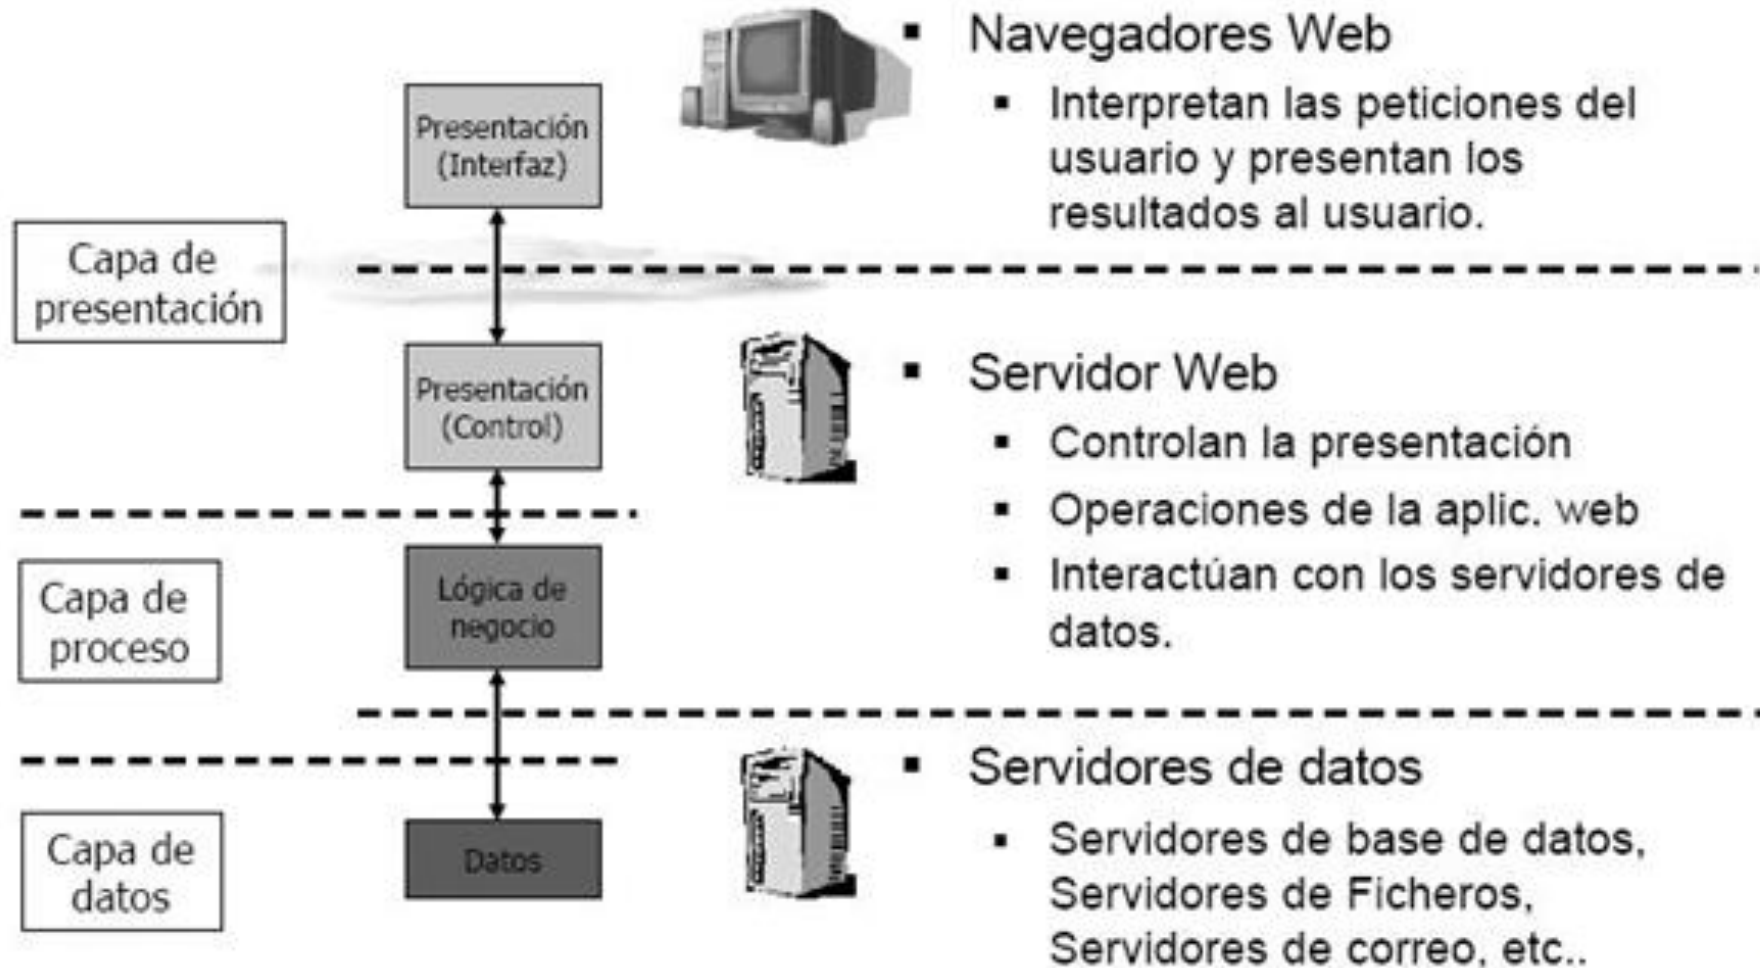 Navegadores Web
Interpretan las peticiones del
usuario y presentan los
resultados al usuario.
Presentación
(Interfaz)
Capa de
presentación
Presentación
(Control)
Servidor Web
Controlan la presentación
Operaciones de la aplic. web
Interactúan con los servidores de
datos.
Capa de
proceso
Lógica de
negocio
Servidores de datos
Servidores de base de datos,
Servidores de Ficheros,
Servidores de correo, etc..
Capa de
datos
Datos